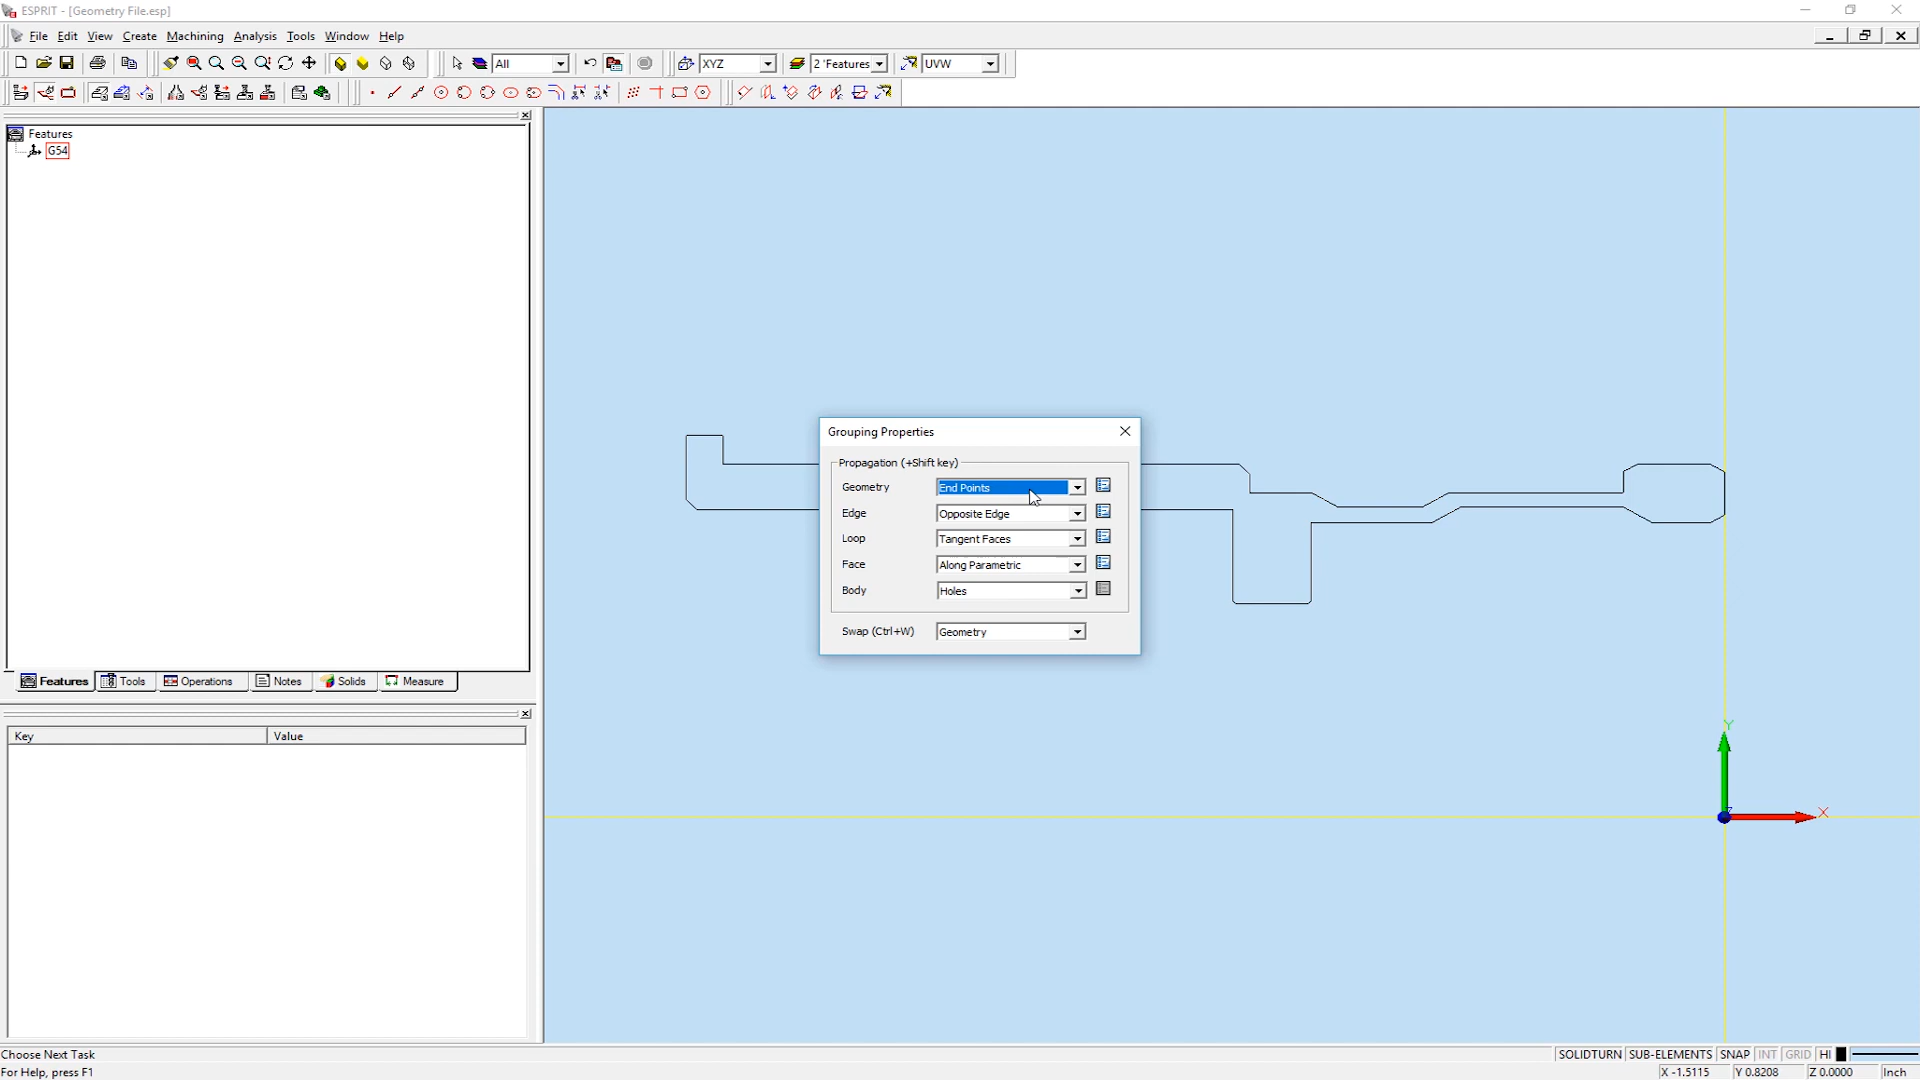 ESPRIT - [Geometry File.esp]
File Edit View Create Machining Analysis Tools Window Help
All XYZ 2 'Features UVW
Features
G54
Features Tools Operations Notes Solids Measure
Key Value
Grouping Properties
Propagation (+Shift key)
Geometry End Points
Edge Opposite Edge
Loop Tangent Faces
Face Along Parametric
Body Holes
Swap (Ctrl+W) Geometry
Y
Z X
Choose Next Task SOLIDTURN SUB-ELEMENTS SNAP INT GRID HI
For Help, press F1 X -1.5115 Y 0.8208 Z 0.0000 Inch